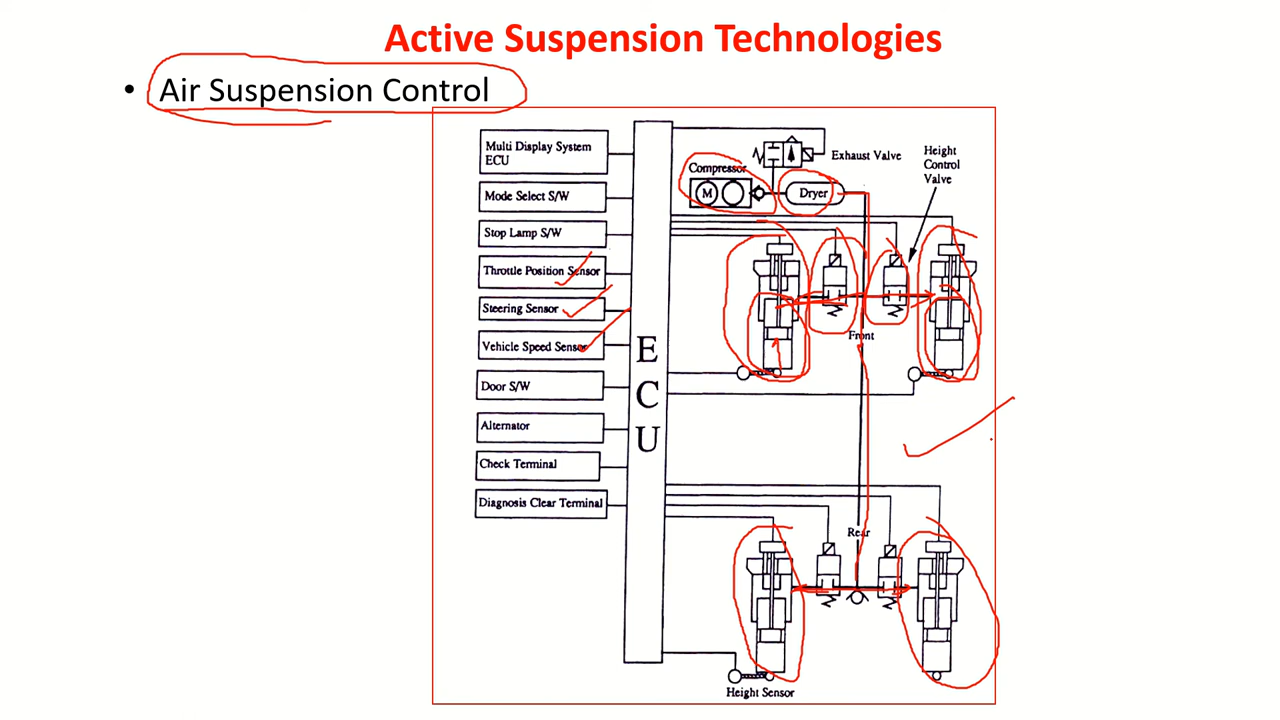 Active Suspension Technologies
• Air Suspension Control
Multi Display System
ECU
Mode Select S/W
Stop Lamp S/W
Throttle Position Sensor
Steering Sensor
Vehicle Speed Sensor
Door S/W
Alternator
Check Terminal
Diagnosis Clear Terminal
E
C
U
Compressor
M
Dryer
Exhaust Valve
Height
Control
Valve
Front
Rear
Height Sensor